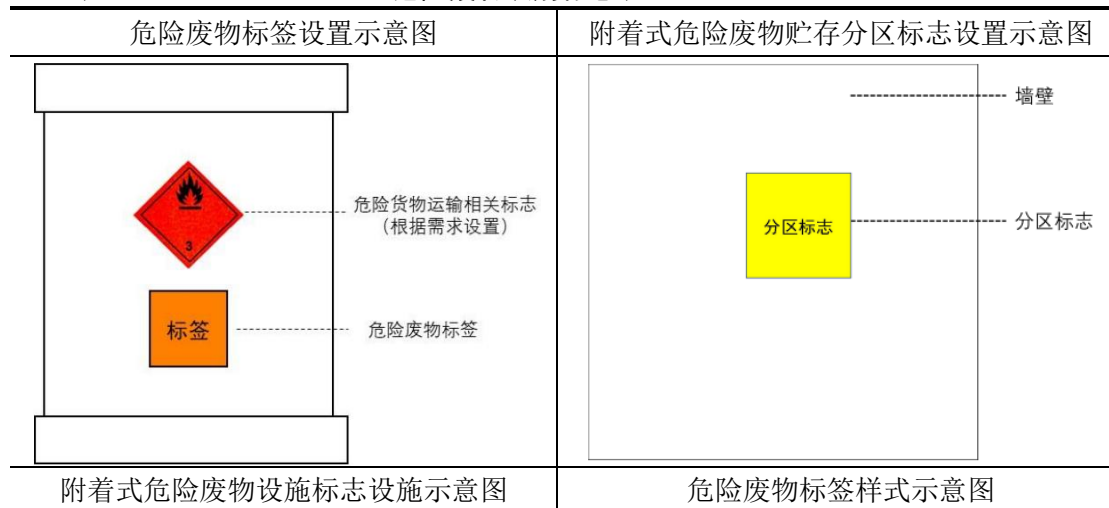 危险废物标签设置示意图
附着式危险废物贮存分区标志设置示意图
3
危险货物运输相关标志
（根据需求设置）
标签
危险废物标签
墙壁
分区标志
分区标志
附着式危险废物设施标志设施示意图
危险废物标签样式示意图